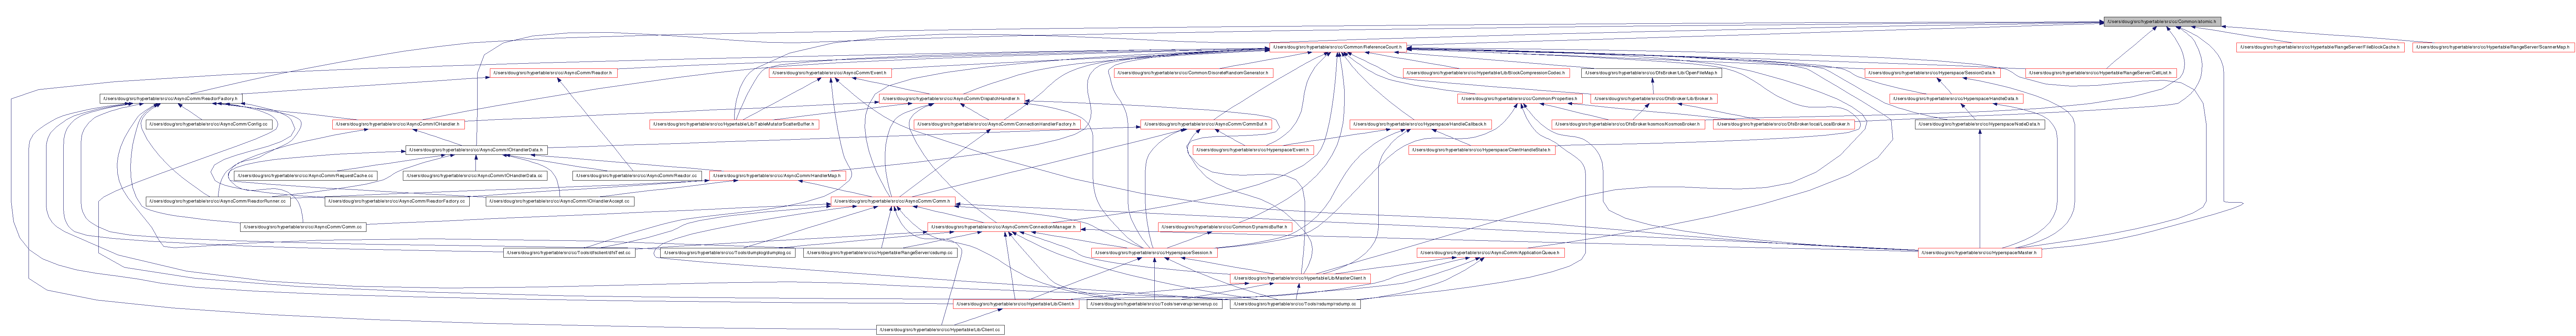 /Users/doug/src/hypertable/src/cc/Common/atomic.h
/Users/doug/src/hypertable/src/cc/Common/ReferenceCount.h
/Users/doug/src/hypertable/src/cc/Hypertable/RangeServer/FileBlockCache.h
/Users/doug/src/hypertable/src/cc/Hypertable/RangeServer/ScannerMap.h
/Users/doug/src/hypertable/src/cc/AsyncComm/Reactor.h
/Users/doug/src/hypertable/src/cc/AsyncComm/Event.h
/Users/doug/src/hypertable/src/cc/Common/DiscreteRandomGenerator.h
/Users/doug/src/hypertable/src/cc/Hypertable/Lib/BlockCompressionCodec.h
/Users/doug/src/hypertable/src/cc/DfsBroker/Lib/OpenFileMap.h
/Users/doug/src/hypertable/src/cc/Hyperspace/SessionData.h
/Users/doug/src/hypertable/src/cc/Hypertable/RangeServer/CellList.h
/Users/doug/src/hypertable/src/cc/AsyncComm/ReactorFactory.h
/Users/doug/src/hypertable/src/cc/AsyncComm/DispatchHandler.h
/Users/doug/src/hypertable/src/cc/Common/Properties.h
/Users/doug/src/hypertable/src/cc/DfsBroker/Lib/Broker.h
/Users/doug/src/hypertable/src/cc/Hyperspace/HandleData.h
/Users/doug/src/hypertable/src/cc/AsyncComm/Config.cc
/Users/doug/src/hypertable/src/cc/AsyncComm/IOHandler.h
/Users/doug/src/hypertable/src/cc/Hypertable/Lib/TableMutatorScatterBuffer.h
/Users/doug/src/hypertable/src/cc/AsyncComm/ConnectionHandlerFactory.h
/Users/doug/src/hypertable/src/cc/AsyncComm/CommBuf.h
/Users/doug/src/hypertable/src/cc/Hyperspace/HandleCallback.h
/Users/doug/src/hypertable/src/cc/DfsBroker/kosmos/KosmosBroker.h
/Users/doug/src/hypertable/src/cc/DfsBroker/local/LocalBroker.h
/Users/doug/src/hypertable/src/cc/Hyperspace/NodeData.h
/Users/doug/src/hypertable/src/cc/AsyncComm/IOHandlerData.h
/Users/doug/src/hypertable/src/cc/Hyperspace/Event.h
/Users/doug/src/hypertable/src/cc/Hyperspace/ClientHandleState.h
/Users/doug/src/hypertable/src/cc/AsyncComm/RequestCache.cc
/Users/doug/src/hypertable/src/cc/AsyncComm/IOHandlerData.cc
/Users/doug/src/hypertable/src/cc/AsyncComm/Reactor.cc
/Users/doug/src/hypertable/src/cc/AsyncComm/HandlerMap.h
/Users/doug/src/hypertable/src/cc/AsyncComm/ReactorRunner.cc
/Users/doug/src/hypertable/src/cc/AsyncComm/ReactorFactory.cc
/Users/doug/src/hypertable/src/cc/AsyncComm/IOHandlerAccept.cc
/Users/doug/src/hypertable/src/cc/AsyncComm/Comm.h
/Users/doug/src/hypertable/src/cc/AsyncComm/Comm.cc
/Users/doug/src/hypertable/src/cc/AsyncComm/ConnectionManager.h
/Users/doug/src/hypertable/src/cc/Common/DynamicBuffer.h
/Users/doug/src/hypertable/src/cc/Tools/dfsclient/dfsTest.cc
/Users/doug/src/hypertable/src/cc/Tools/dumplog/dumplog.cc
/Users/doug/src/hypertable/src/cc/Hypertable/RangeServer/csdump.cc
/Users/doug/src/hypertable/src/cc/Hyperspace/Session.h
/Users/doug/src/hypertable/src/cc/AsyncComm/ApplicationQueue.h
/Users/doug/src/hypertable/src/cc/Hyperspace/Master.h
/Users/doug/src/hypertable/src/cc/Hypertable/Lib/MasterClient.h
/Users/doug/src/hypertable/src/cc/Hypertable/Lib/Client.h
/Users/doug/src/hypertable/src/cc/Tools/serverup/serverup.cc
/Users/doug/src/hypertable/src/cc/Tools/rsdump/rsdump.cc
/Users/doug/src/hypertable/src/cc/Hypertable/Lib/Client.cc